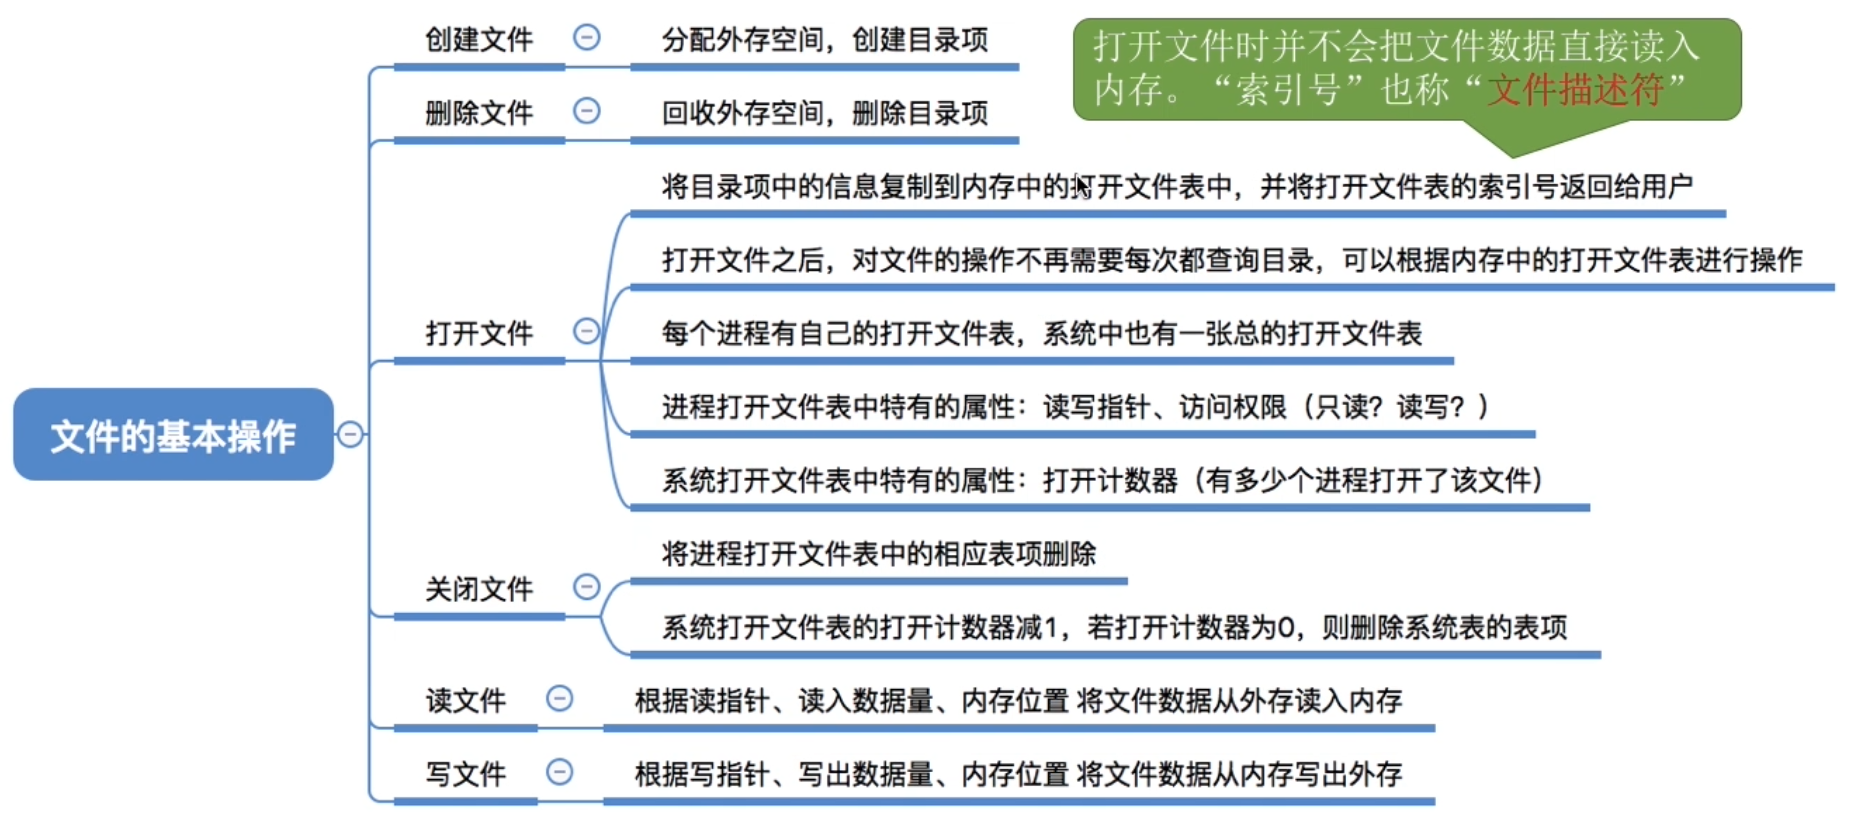 创建文件
分配外存空间，创建目录项
打开文件时并不会把文件数据直接读入
内存。“索引号”也称“文件描述符”
删除文件
回收外存空间，删除目录项
将目录项中的信息复制到内存中的打开文件表中，并将打开文件表的索引号返回给用户
打开文件之后，对文件的操作不再需要每次都查询目录，可以根据内存中的打开文件表进行操作
打开文件
每个进程有自己的打开文件表，系统中也有一张总的打开文件表
进程打开文件表中特有的属性：读写指针、访问权限（只读？读写？）
文件的基本操作
系统打开文件表中特有的属性：打开计数器（有多少个进程打开了该文件）
将进程打开文件表中的相应表项删除
关闭文件
系统打开文件表的打开计数器减1，若打开计数器为0，则删除系统表的表项
读文件
根据读指针、读入数据量、内存位置 将文件数据从外存读入内存
写文件
根据写指针、写出数据量、内存位置 将文件数据从内存写出外存